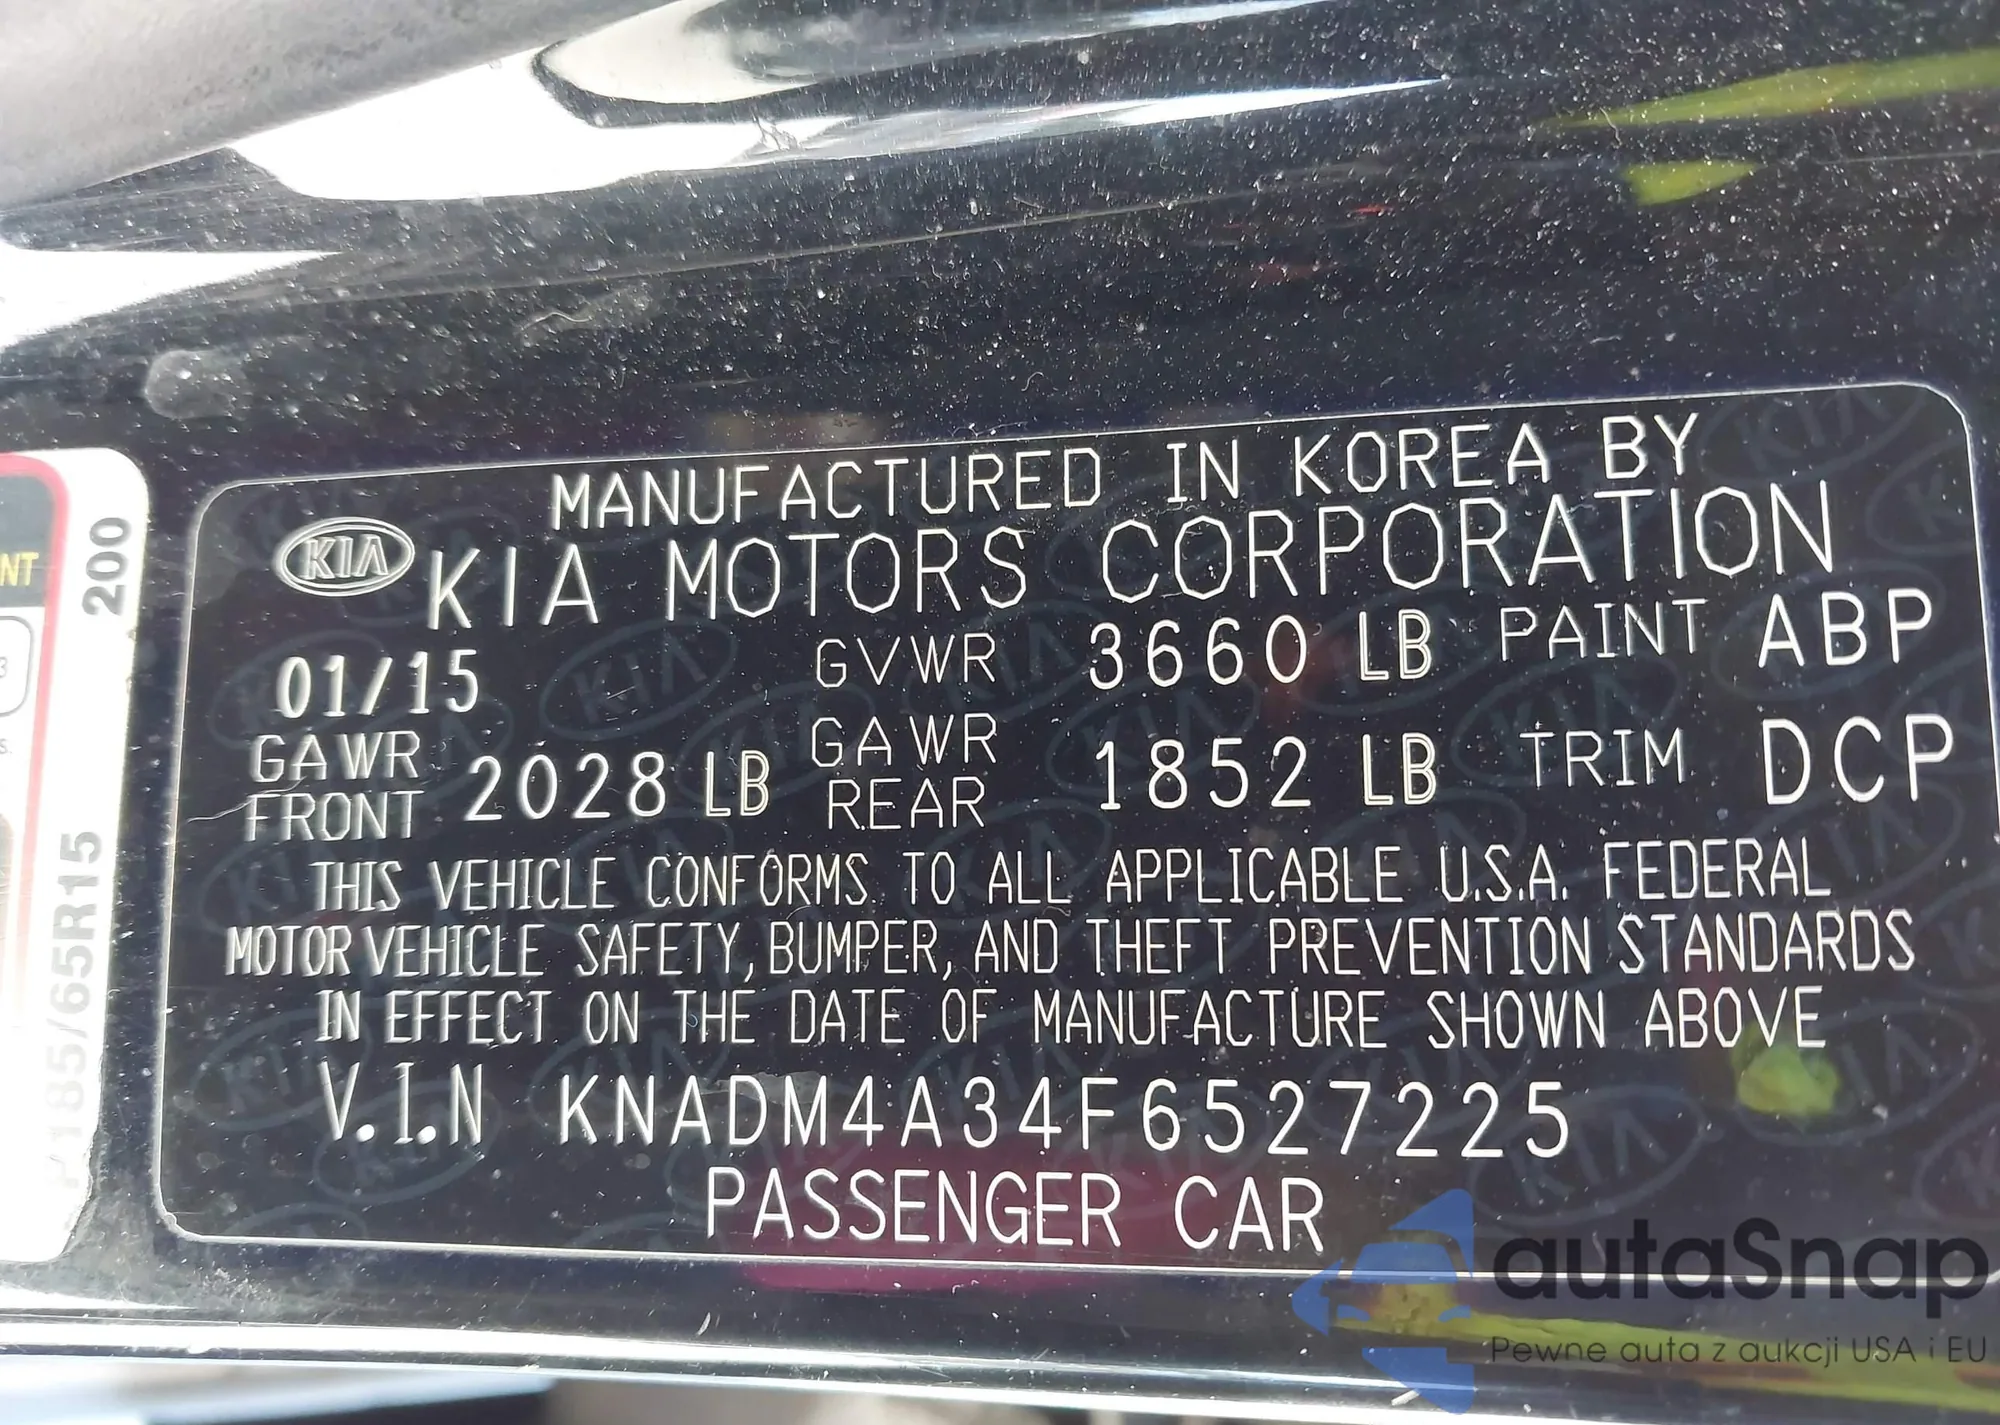 MANUFACTURED IN KOREA BY
KIA KIA MOTORS CORPORATION
01/15 GVWR 3660 LB PAINT ABP
GAWR FRONT 2028 LB GAWR REAR 1852 LB TRIM DCP
THIS VEHICLE CONFORMS TO ALL APPLICABLE U.S.A. FEDERAL
MOTOR VEHICLE SAFETY, BUMPER, AND THEFT PREVENTION STANDARDS
IN EFFECT ON THE DATE OF MANUFACTURE SHOWN ABOVE
V.I.N KNADM4A34F6527225
PASSENGER CAR
P185/65R15 200
NT
3
s.
autaSnap
Pewne auta z aukcji USA i EU